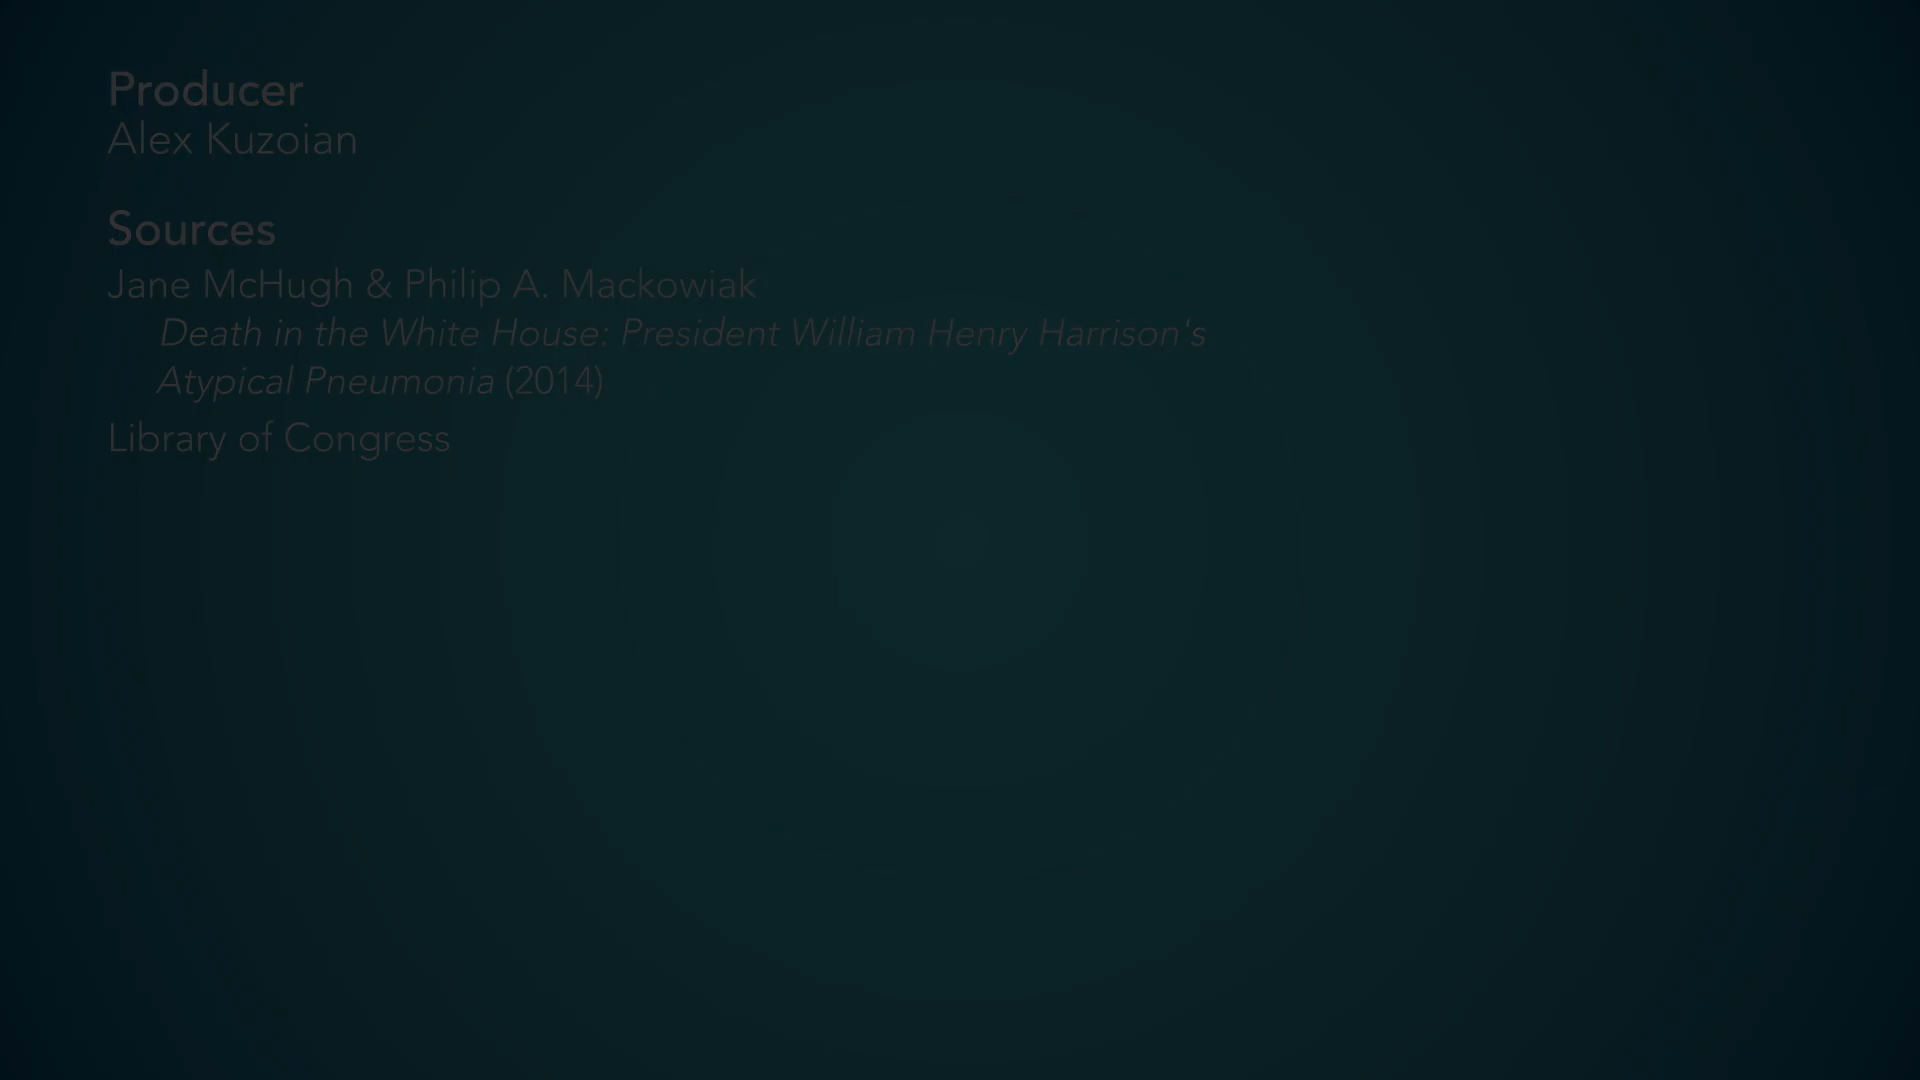 Producer
Alex Kuzoian
Sources
Jane McHugh & Philip A. Mackowiak
Death in the White House: President William Henry Harrison's
Atypical Pneumonia (2014)
Library of Congress